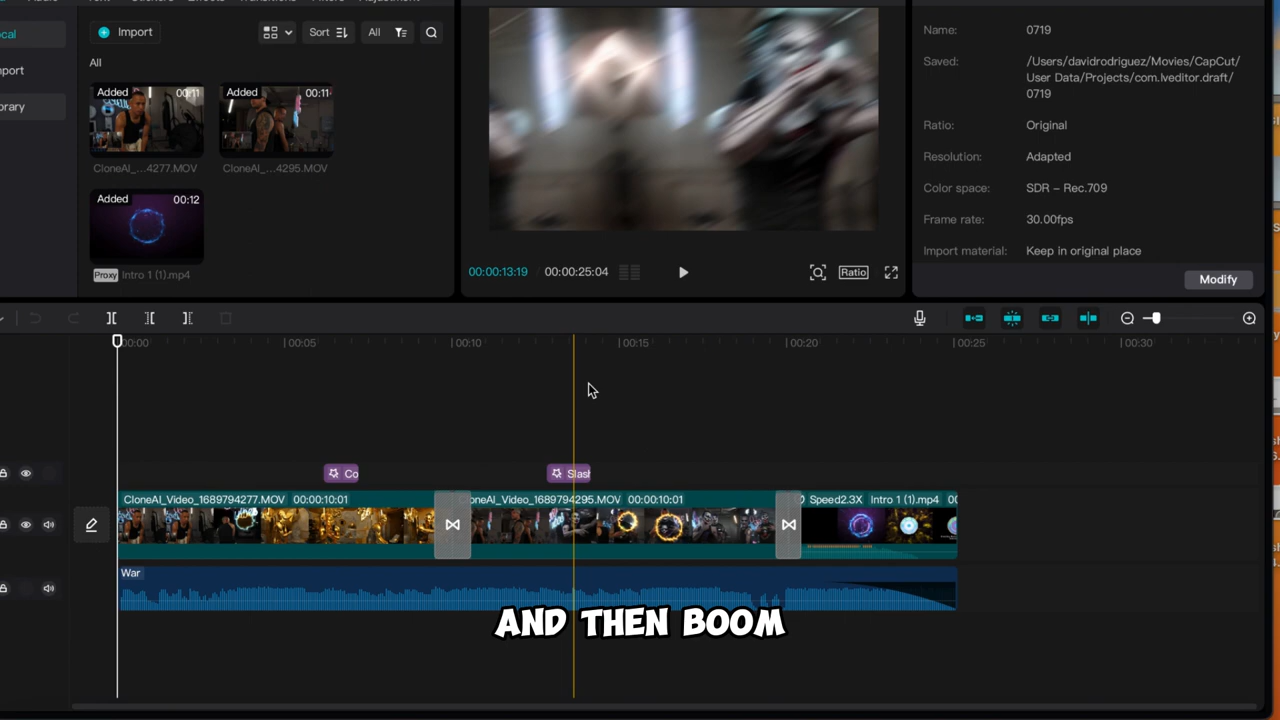 Import
Sort
All
All
Added
00:11
Added
00:11
CloneAI_...4277.MOV
CloneAI_...4295.MOV
Added
00:12
Proxy
Intro 1 (1).mp4
00:00:13:19
00:00:25:04
Ratio
Name:
0719
Saved:
/Users/davidrodriguez/Movies/CapCut/
User Data/Projects/com.lveditor.draft/
0719
Ratio:
Original
Resolution:
Adapted
Color space:
SDR – Rec.709
Frame rate:
30.00fps
Import material:
Keep in original place
Modify
00:00
00:05
00:10
00:15
00:20
00:25
00:30
Co
Slash
CloneAI_Video_1689794277.MOV 00:00:10:01
CloneAI_Video_1689794295.MOV 00:00:10:01
Speed2.3X Intro 1 (1).mp4 00
War
AND THEN BOOM